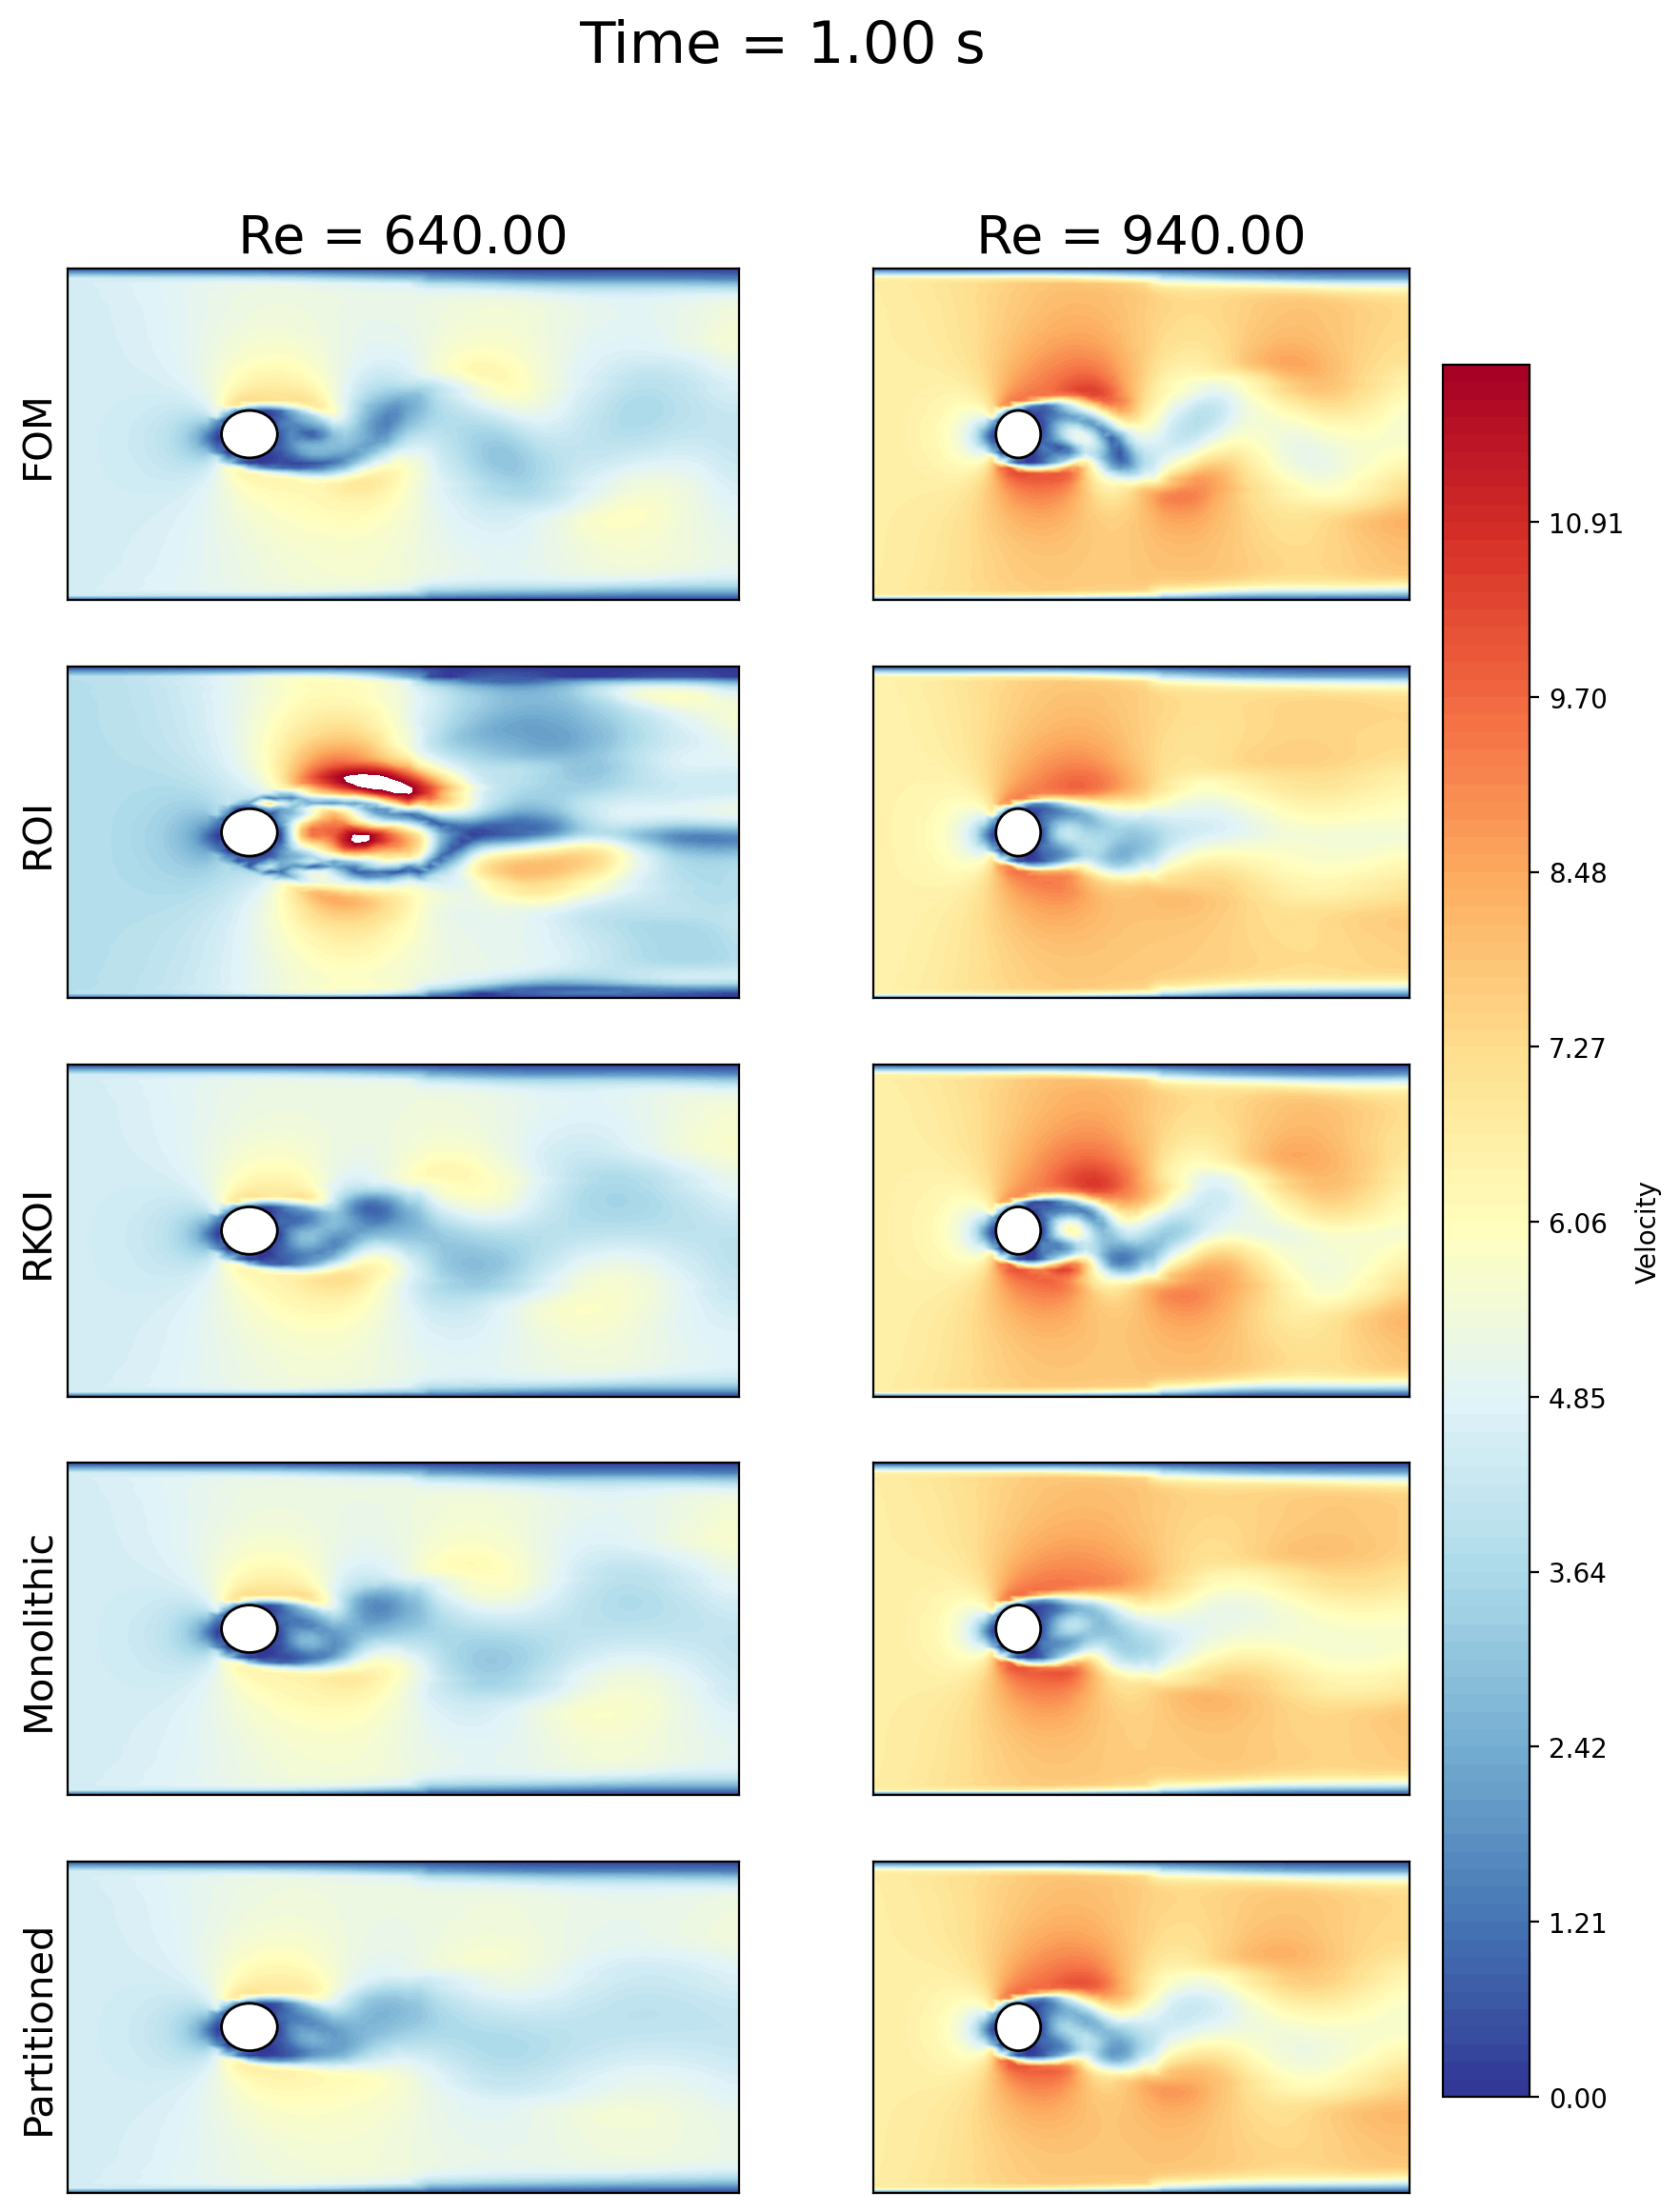 Time = 1.00 s
Re = 640.00
Re = 940.00
FOM
ROI
RKOI
Monolithic
Partitioned
10.91
9.70
8.48
7.27
6.06
4.85
3.64
2.42
1.21
0.00
Velocity